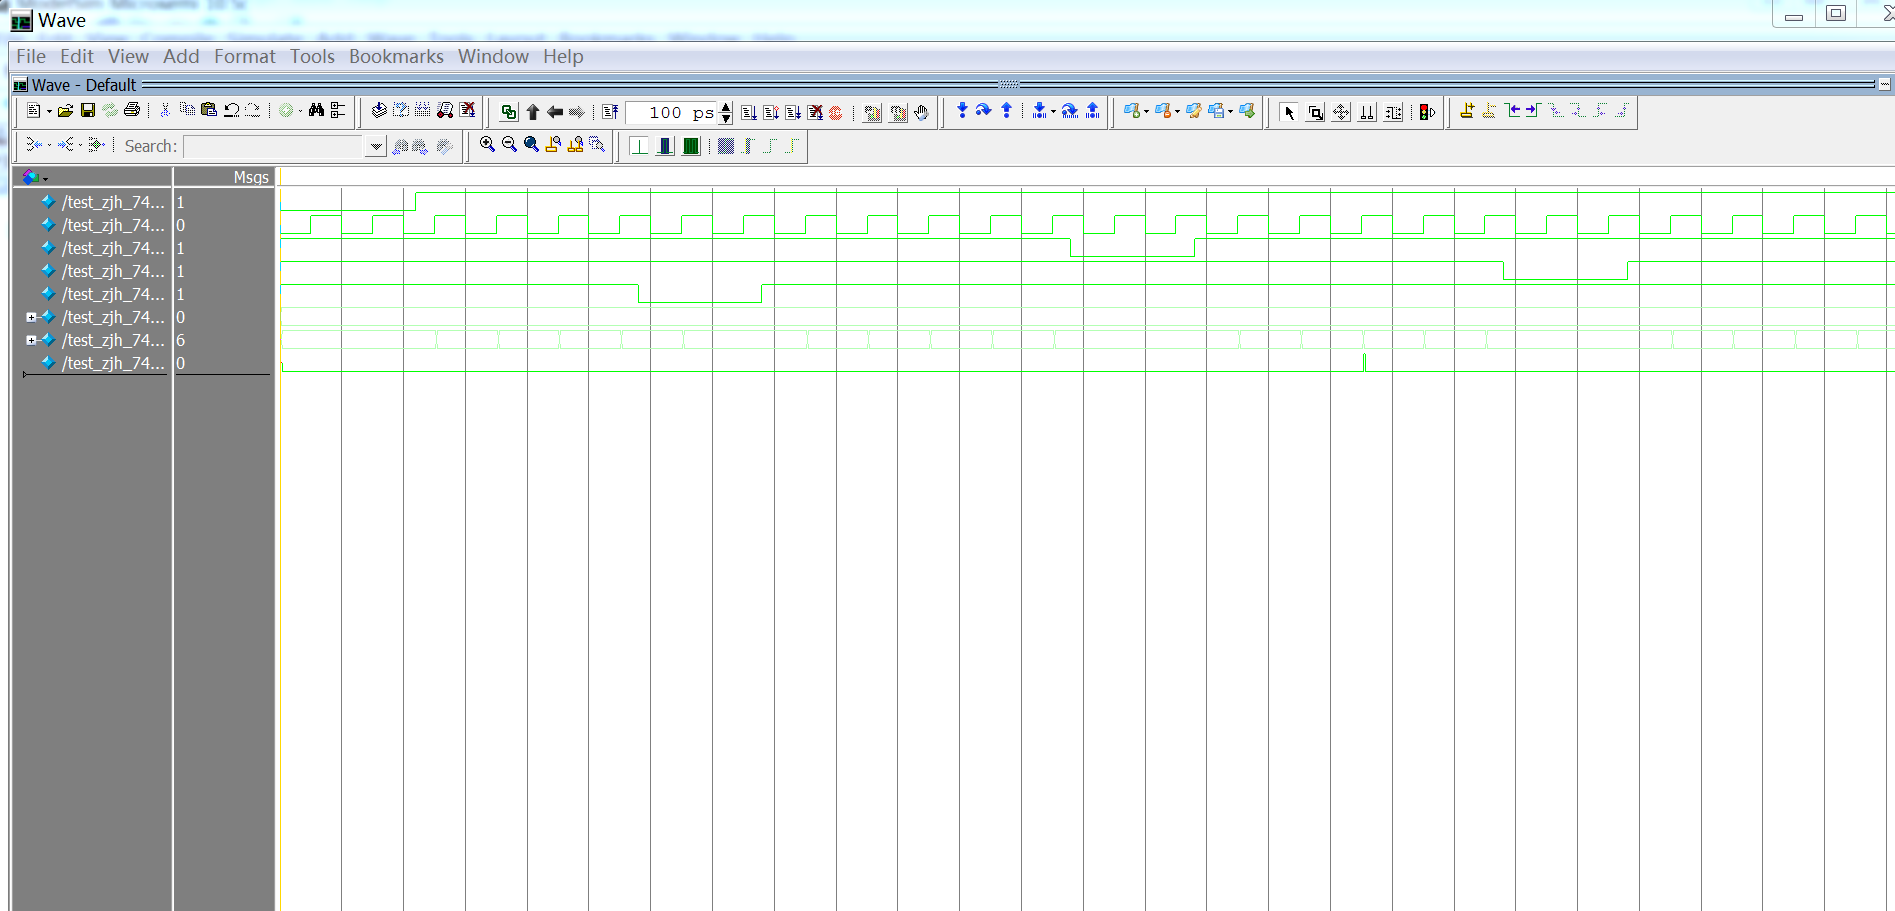 Wave
File Edit View Add Format Tools Bookmarks Window Help
Wave - Default
100 ps
Search:
Msgs
/test_zjh_74... 1
/test_zjh_74... 0
/test_zjh_74... 1
/test_zjh_74... 1
/test_zjh_74... 1
/test_zjh_74... 0
/test_zjh_74... 6
/test_zjh_74... 0